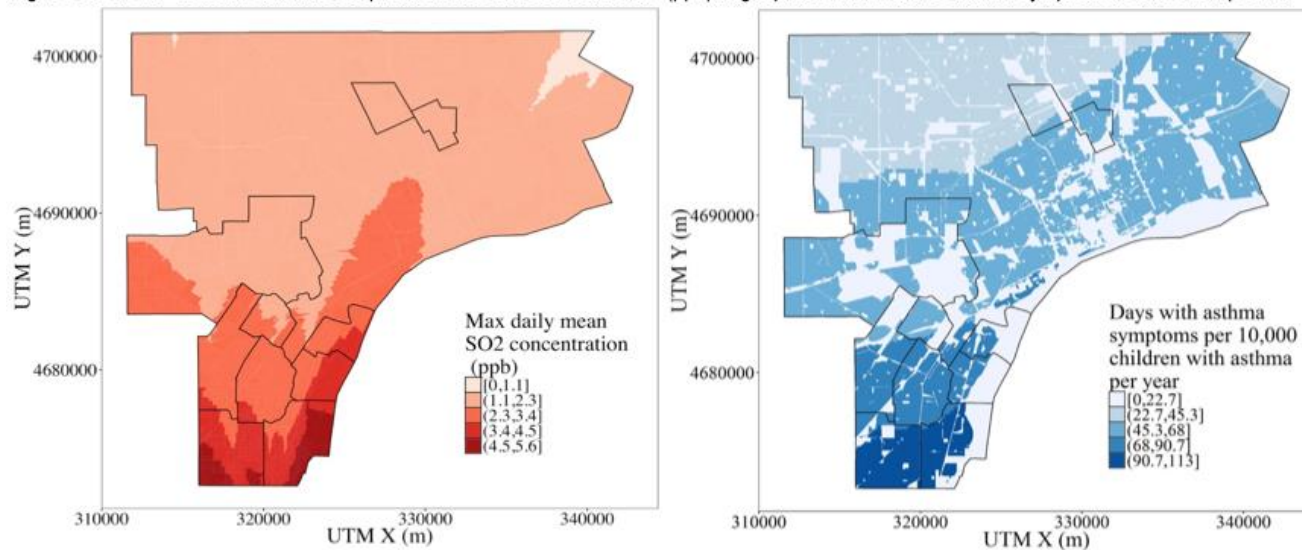 4700000
4690000
4680000
UTM Y (m)
310000
320000
330000
340000
UTM X (m)
Max daily mean
SO2 concentration
(ppb)
[0,1.1]
(1.1,2.3]
(2.3,3.4]
(3.4,4.5]
(4.5,5.6]
4700000
4690000
4680000
UTM Y (m)
310000
320000
330000
340000
UTM X (m)
Days with asthma
symptoms per 10,000
children with asthma
per year
[0,22.7]
(22.7,45.3]
(45.3,68]
(68,90.7]
(90.7,113]